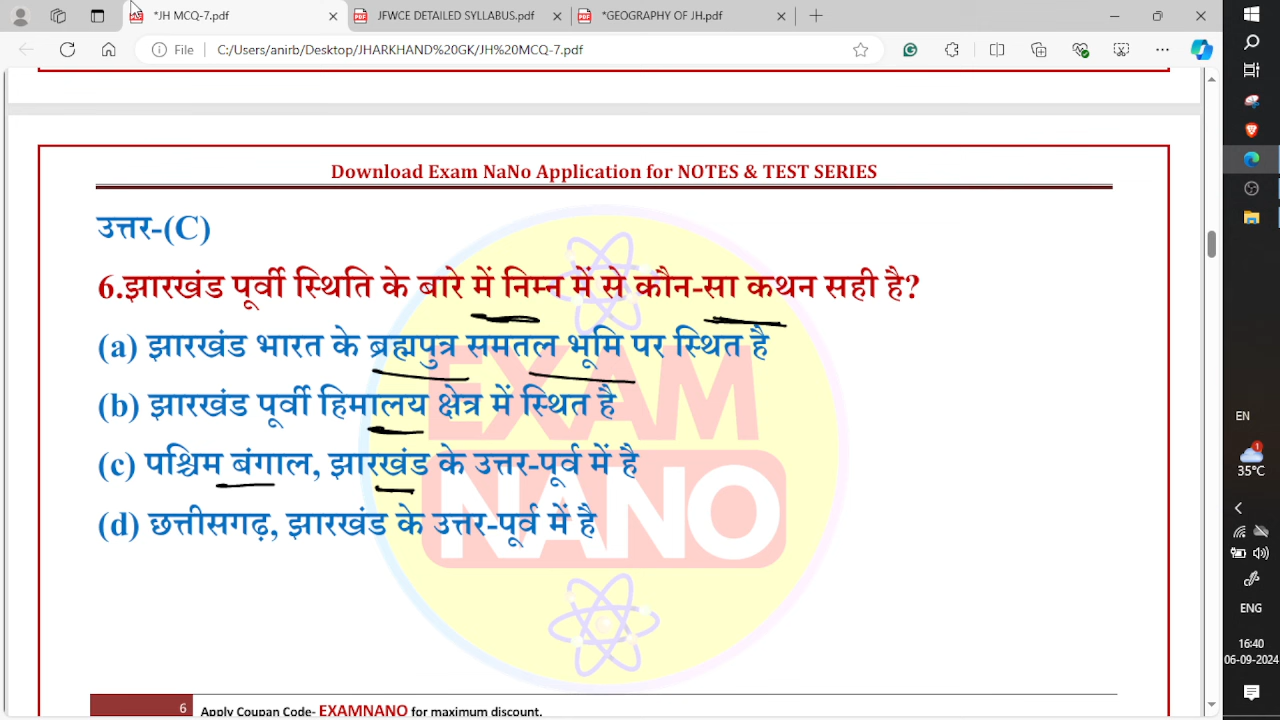 *JH MCQ-7.pdf
JFWCE DETAILED SYLLABUS.pdf
*GEOGRAPHY OF JH.pdf
File
C:/Users/anirb/Desktop/JHARKHAND%20GK/JH%20MCQ-7.pdf
Download Exam NaNo Application for NOTES & TEST SERIES
उत्तर-(C)
6.झारखंड पूर्वी स्थिति के बारे में निम्न में से कौन-सा कथन सही है?
(a) झारखंड भारत के ब्रह्मपुत्र समतल भूमि पर स्थित है
(b) झारखंड पूर्वी हिमालय क्षेत्र में स्थित है
(c) पश्चिम बंगाल, झारखंड के उत्तर-पूर्व में है
(d) छत्तीसगढ़, झारखंड के उत्तर-पूर्व में है
EXAM
NANO
6
Apply Coupon Code- EXAMNANO for maximum discount.
EN
1
35°C
ENG
16:40
06-09-2024